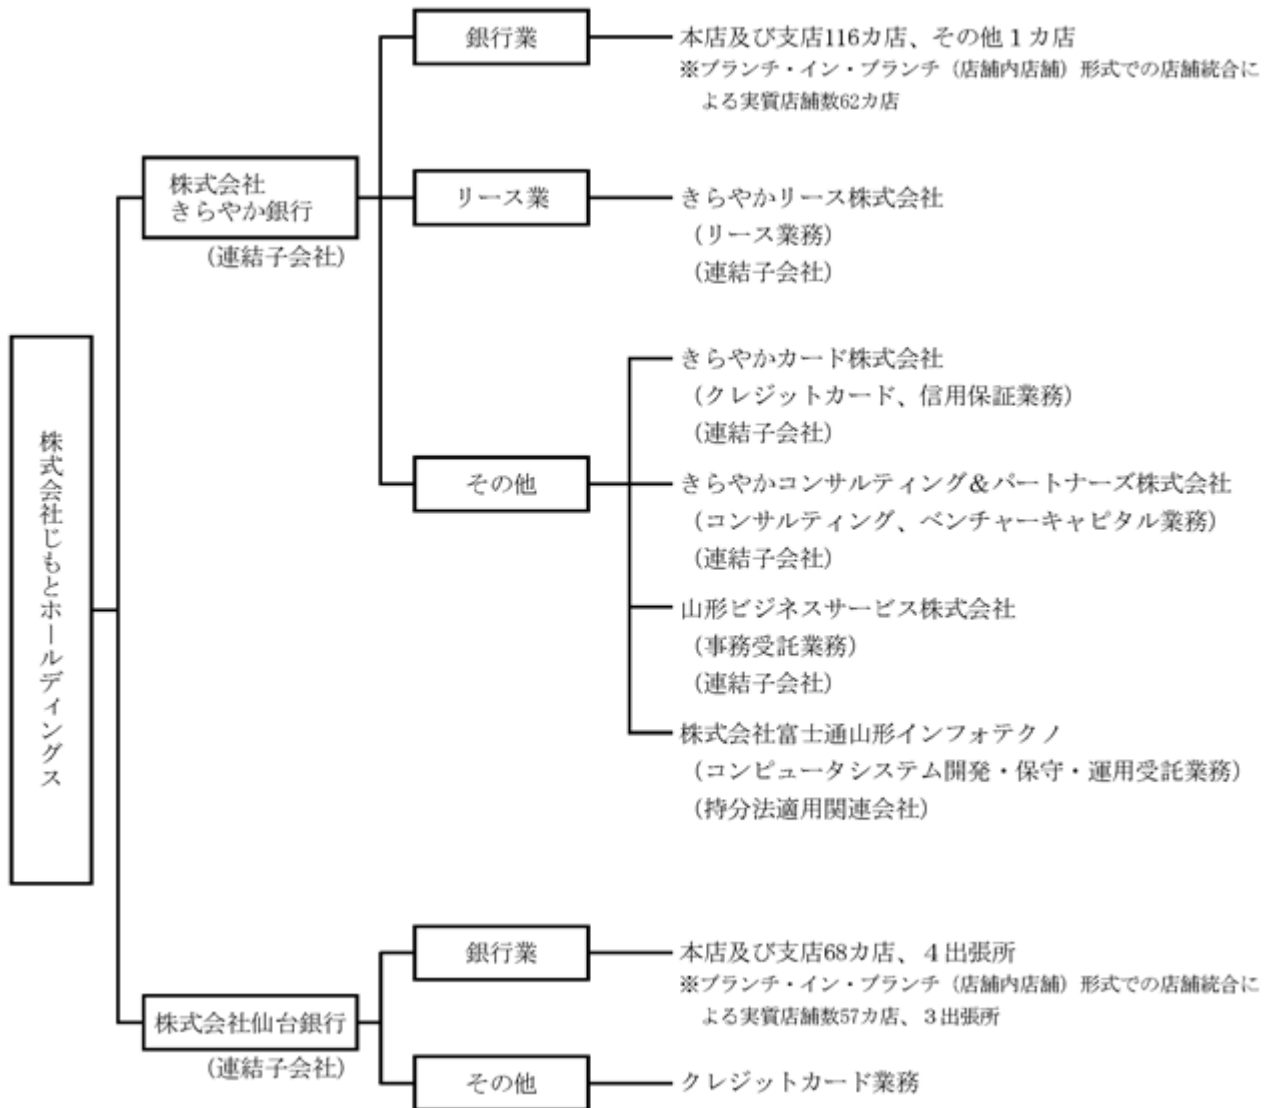 株式会社じもとホールディングス
株式会社
きらやか銀行
(連結子会社)
銀行業
本店及び支店116カ店、その他１カ店
※ブランチ・イン・ブランチ（店舗内店舗）形式での店舗統合に
よる実質店舗数62カ店
リース業
きらやかリース株式会社
(リース業務)
(連結子会社)
その他
きらやかカード株式会社
(クレジットカード、信用保証業務)
(連結子会社)
きらやかコンサルティング＆パートナーズ株式会社
(コンサルティング、ベンチャーキャピタル業務)
(連結子会社)
山形ビジネスサービス株式会社
(事務受託業務)
(連結子会社)
株式会社富士通山形インフォテクノ
(コンピュータシステム開発・保守・運用受託業務)
(持分法適用関連会社)
株式会社仙台銀行
(連結子会社)
銀行業
本店及び支店68カ店、４出張所
※ブランチ・イン・ブランチ（店舗内店舗）形式での店舗統合に
よる実質店舗数57カ店、３出張所
その他
クレジットカード業務